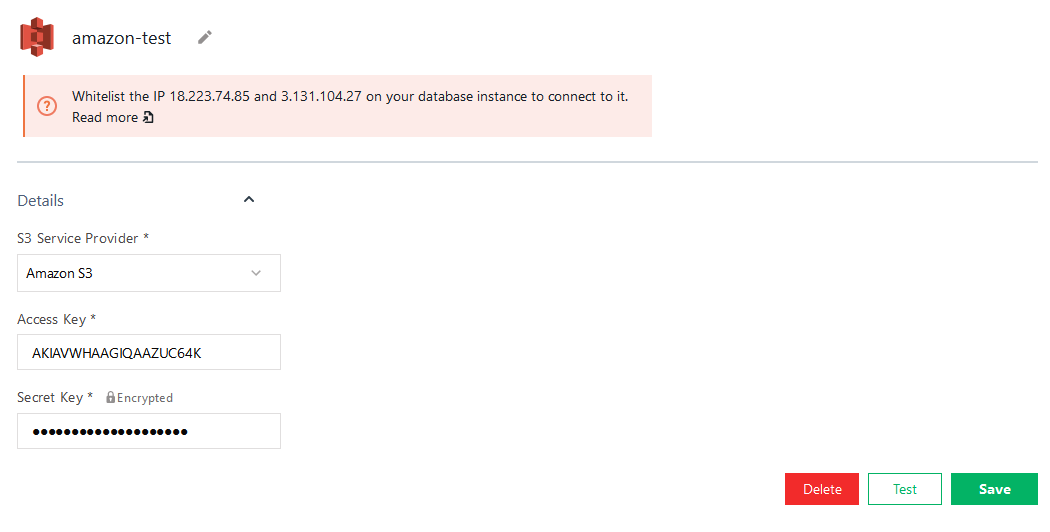 amazon-test
Whitelist the IP 18.223.74.85 and 3.131.104.27 on your database instance to connect to it.
Read more
Details
S3 Service Provider *
Amazon S3
Access Key *
AKIAVWHAAGIQAAZUC64K
Secret Key * Encrypted
••••••••••••••••••••
Delete Test Save